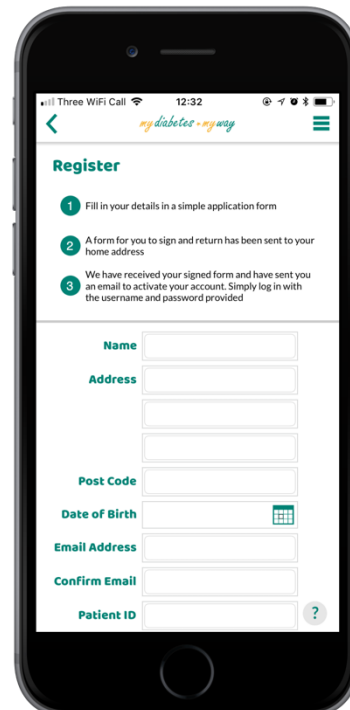 Three WiFi Call 12:32
my diabetes • my way
Register
1 Fill in your details in a simple application form
2 A form for you to sign and return has been sent to your
home address
3 We have received your signed form and have sent you
an email to activate your account. Simply log in with
the username and password provided
Name
Address
Post Code
Date of Birth
Email Address
Confirm Email
Patient ID ?